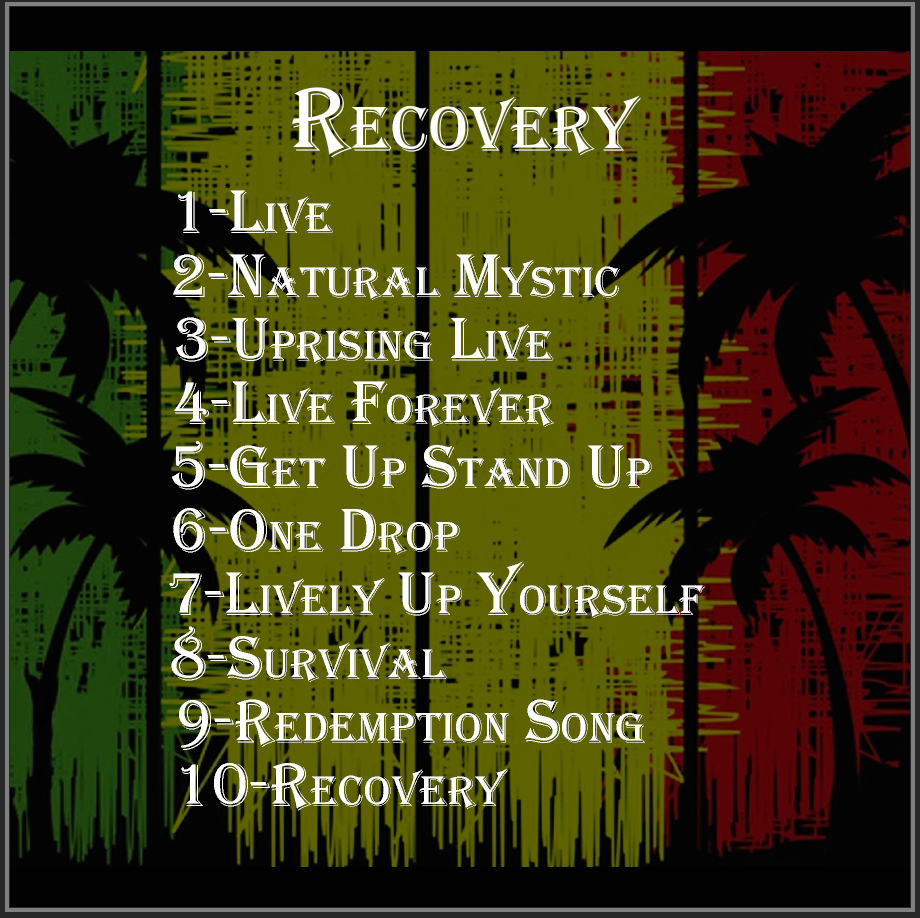 Recovery
1-Live
2-Natural Mystic
3-Uprising Live
4-Live Forever
5-Get Up Stand Up
6-One Drop
7-Lively Up Yourself
8-Survival
9-Redemption Song
10-Recovery